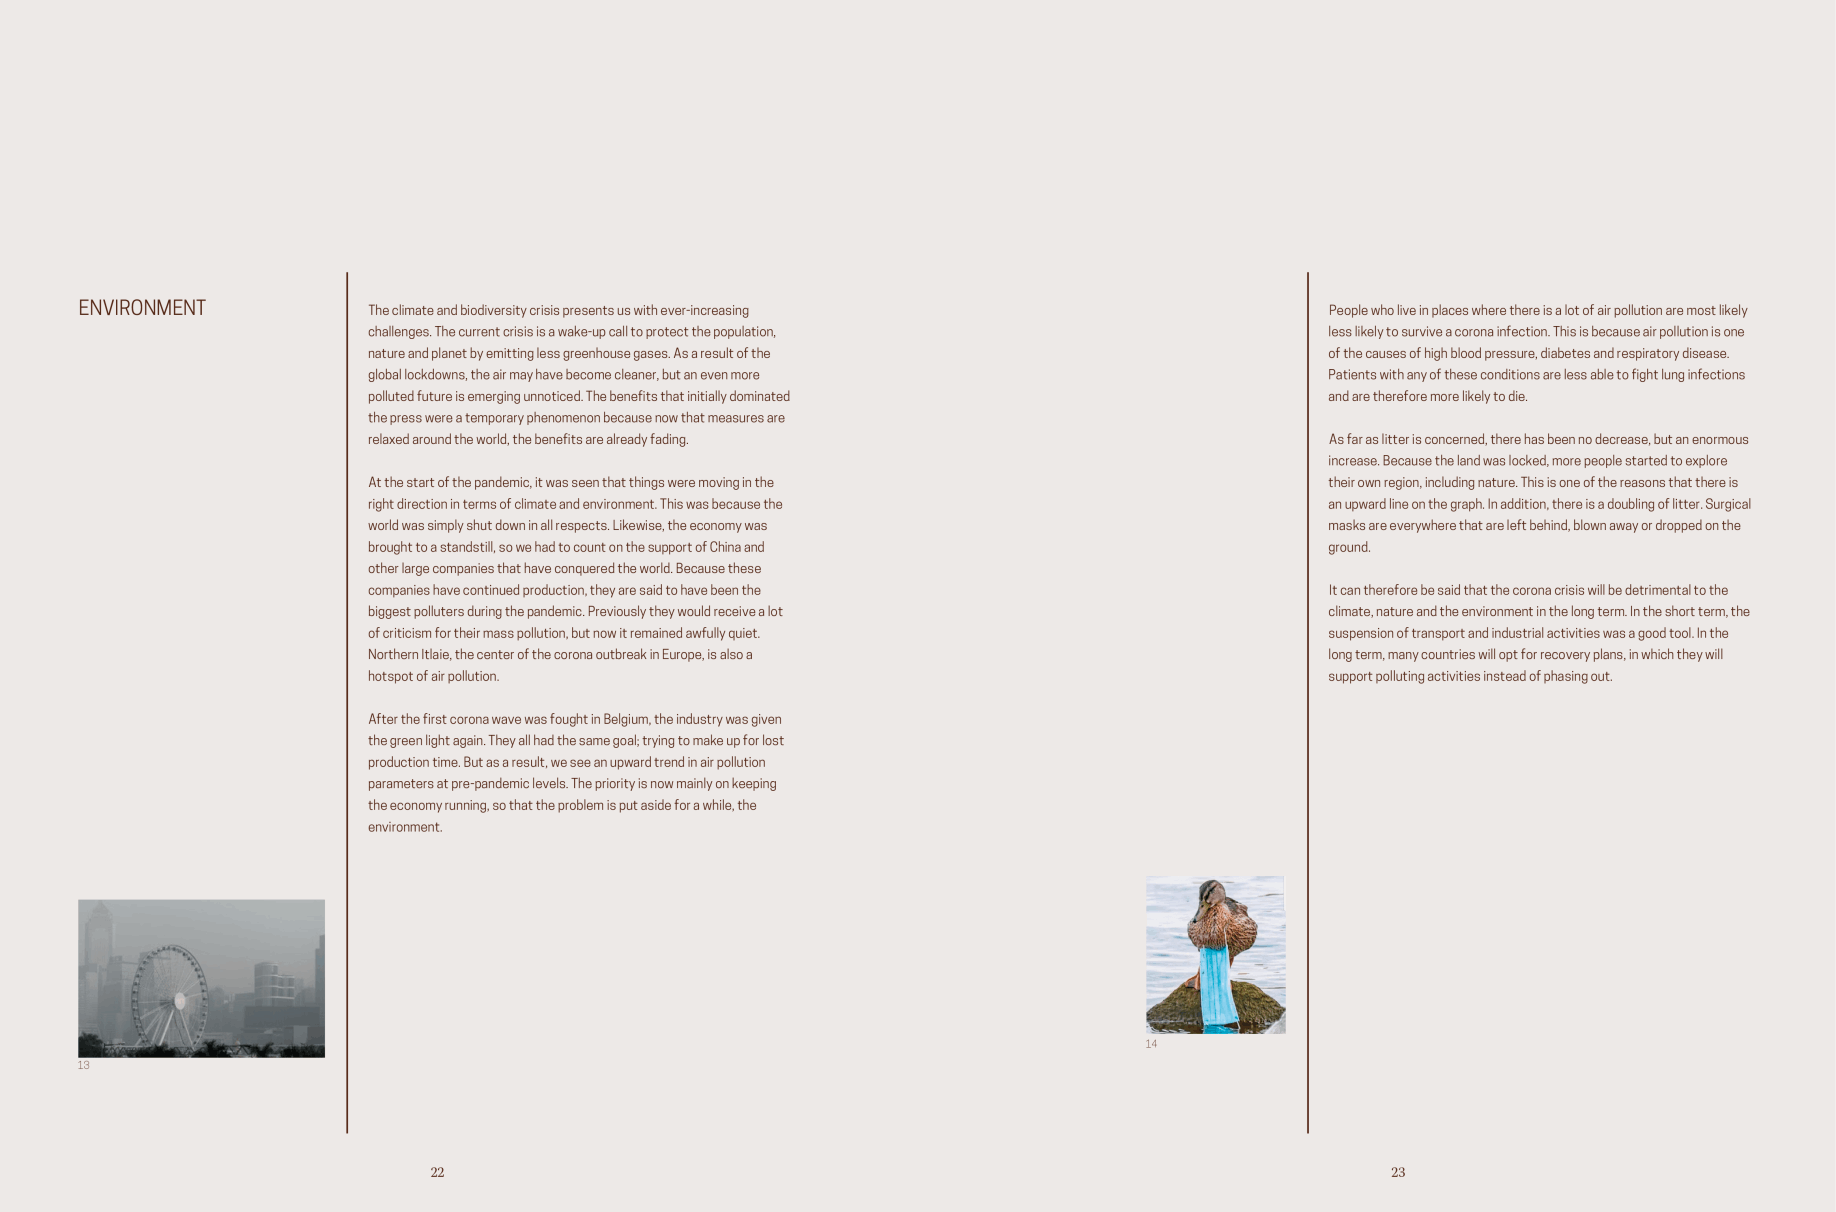 ENVIRONMENT
The climate and biodiversity crisis presents us with ever-increasing
challenges. The current crisis is a wake-up call to protect the population,
nature and planet by emitting less greenhouse gases. As a result of the
global lockdowns, the air may have become cleaner, but an even more
polluted future is emerging unnoticed. The benefits that initially dominated
the press were a temporary phenomenon because now that measures are
relaxed around the world, the benefits are already fading.
At the start of the pandemic, it was seen that things were moving in the
right direction in terms of climate and environment. This was because the
world was simply shut down in all respects. Likewise, the economy was
brought to a standstill, so we had to count on the support of China and
other large companies that have conquered the world. Because these
companies have continued production, they are said to have been the
biggest polluters during the pandemic. Previously they would receive a lot
of criticism for their mass pollution, but now it remained awfully quiet.
Northern Itlaie, the center of the corona outbreak in Europe, is also a
hotspot of air pollution.
After the first corona wave was fought in Belgium, the industry was given
the green light again. They all had the same goal; trying to make up for lost
production time. But as a result, we see an upward trend in air pollution
parameters at pre-pandemic levels. The priority is now mainly on keeping
the economy running, so that the problem is put aside for a while, the
environment.
13
22
People who live in places where there is a lot of air pollution are most likely
less likely to survive a corona infection. This is because air pollution is one
of the causes of high blood pressure, diabetes and respiratory disease.
Patients with any of these conditions are less able to fight lung infections
and are therefore more likely to die.
As far as litter is concerned, there has been no decrease, but an enormous
increase. Because the land was locked, more people started to explore
their own region, including nature. This is one of the reasons that there is
an upward line on the graph. In addition, there is a doubling of litter. Surgical
masks are everywhere that are left behind, blown away or dropped on the
ground.
It can therefore be said that the corona crisis will be detrimental to the
climate, nature and the environment in the long term. In the short term, the
suspension of transport and industrial activities was a good tool. In the
long term, many countries will opt for recovery plans, in which they will
support polluting activities instead of phasing out.
14
23